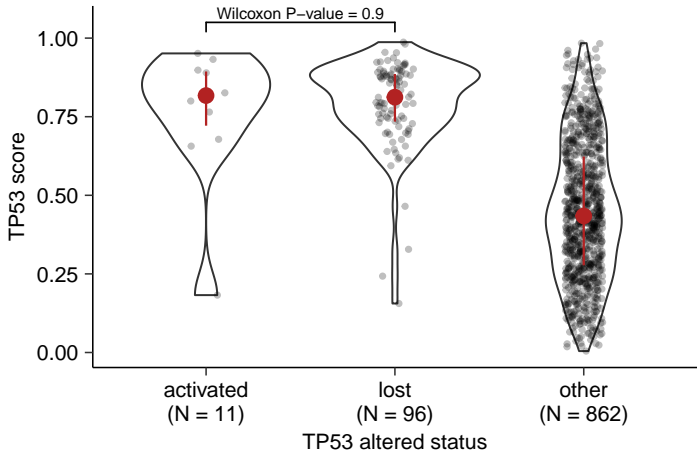 Wilcoxon P−value = 0.9
1.00
0.75
0.50
0.25
0.00
TP53 score
activated
(N = 11)
lost
(N = 96)
other
(N = 862)
TP53 altered status